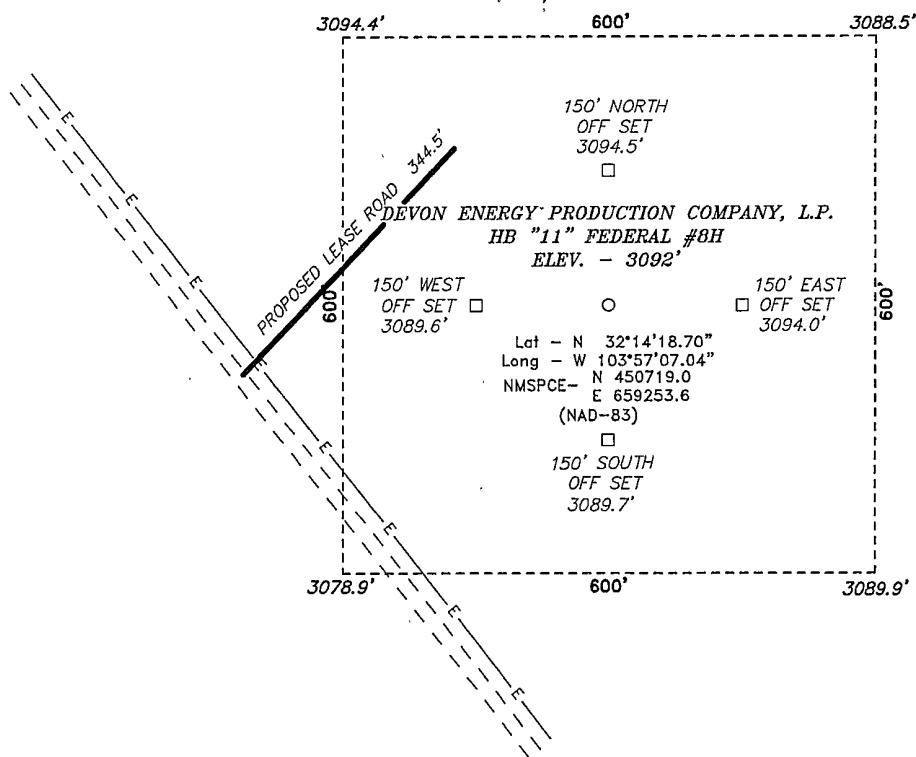 3094.4'
600'
3088.5'
150' NORTH
OFF SET
3094.5'
PROPOSED LEASE ROAD 344.5'
DEVON ENERGY PRODUCTION COMPANY, L.P.
HB "11" FEDERAL #8H
ELEV. - 3092'
150' WEST
OFF SET
3089.6'
600'
150' EAST
OFF SET
3094.0'
600'
Lat - N 32°14'18.70"
Long - W 103°57'07.04"
NMSPCE- N 450719.0
E 659253.6
(NAD-83)
150' SOUTH
OFF SET
3089.7'
3078.9'
600'
3089.9'
E
E
E
E
E
E
E
E